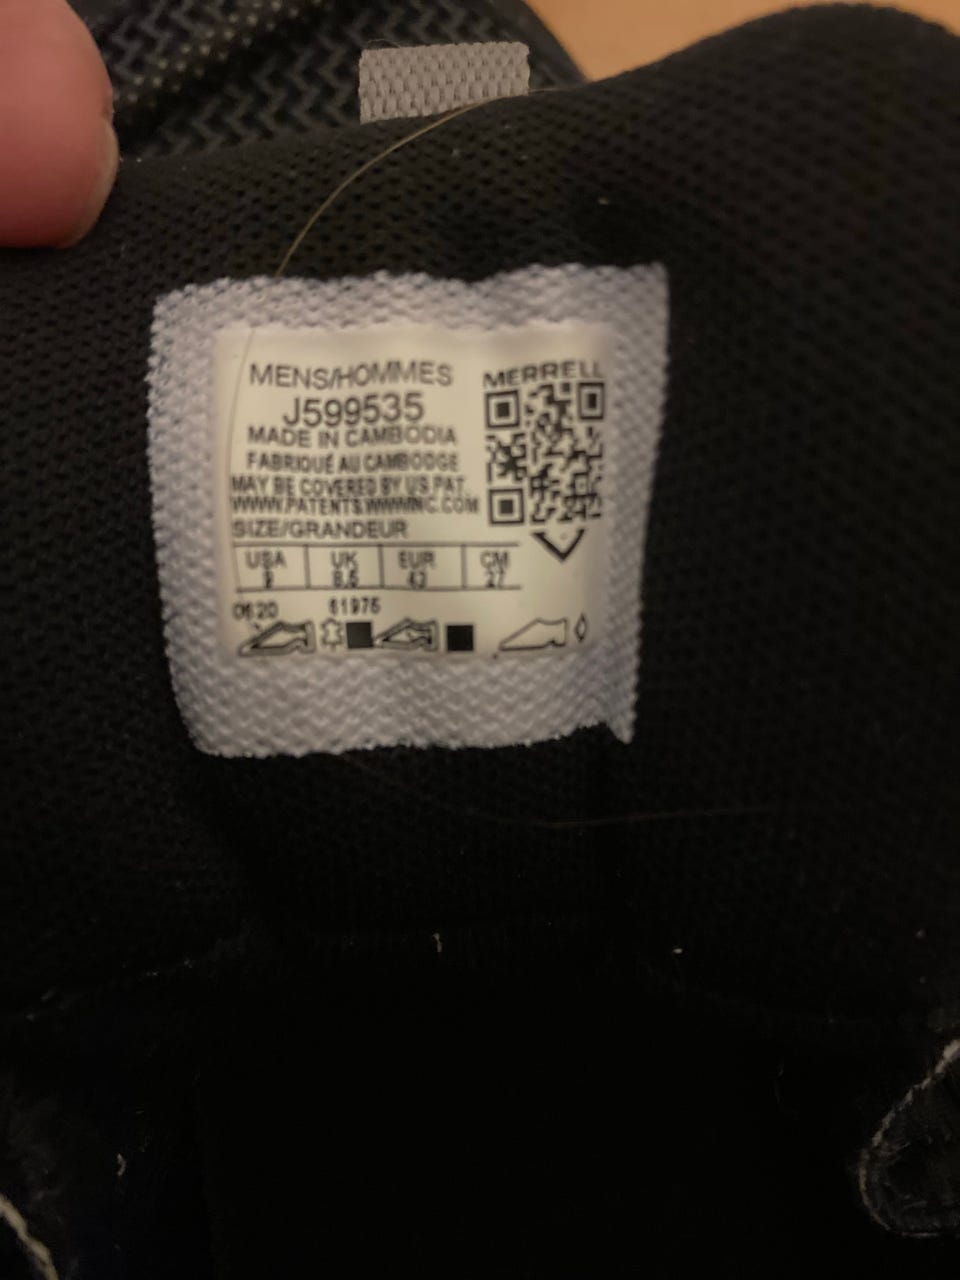 MENS/HOMMES
MERRELL
J599535
MADE IN CAMBODIA
FABRIQUÉ AU CAMBODGE
MAY BE COVERED BY US PAT.
WWW.PATENTS.WWWINC.COM
SIZE/GRANDEUR
USA UK EUR CM
9 8.5 43 27
0620 61975